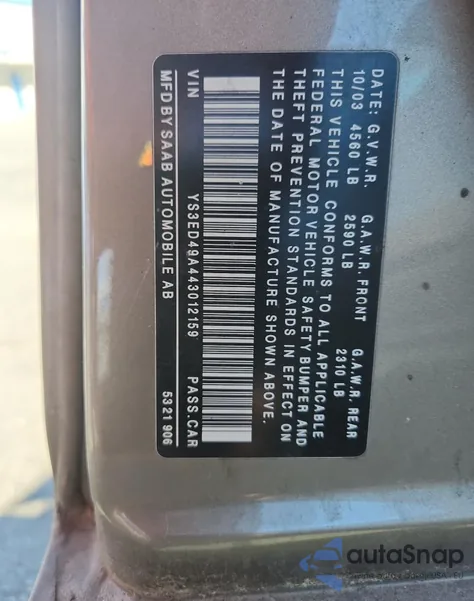 DATE: G.V.W.R. G.A.W.R. FRONT G.A.W.R. REAR
10/03 4560 LB 2590 LB 2310 LB
THIS VEHICLE CONFORMS TO ALL APPLICABLE
FEDERAL MOTOR VEHICLE SAFETY BUMPER AND
THEFT PREVENTION STANDARDS IN EFFECT ON
THE DATE OF MANUFACTURE SHOWN ABOVE.
YS3ED49A443012159
VIN PASS.CAR
MFD BY SAAB AUTOMOBILE AB 5321 906
autoSnap